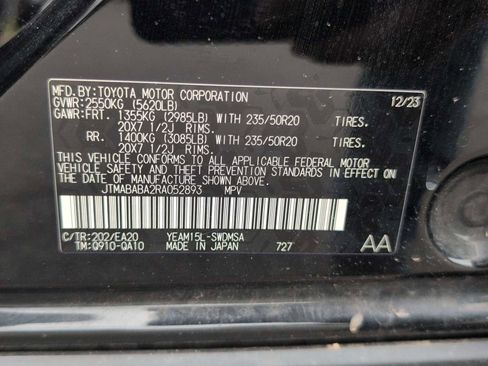 MFD.BY:TOYOTA MOTOR CORPORATION 12/23
GVWR:2550KG (5620LB)
GAWR:FRT. 1355KG (2985LB) WITH 235/50R20 TIRES.
20X7 1/2J RIMS.
RR. 1400KG (3085LB) WITH 235/50R20 TIRES.
20X7 1/2J RIMS.
THIS VEHICLE CONFORMS TO ALL APPLICABLE FEDERAL MOTOR
VEHICLE SAFETY AND THEFT PREVENTION STANDARDS IN EFFECT ON
THE DATE OF MANUFACTURE SHOWN ABOVE.
JTMABABA2RA052893 MPV
C/TR:202/EA20 YEAM15L-SWDMSA
TM:Q910-QA10 MADE IN JAPAN 727 AA